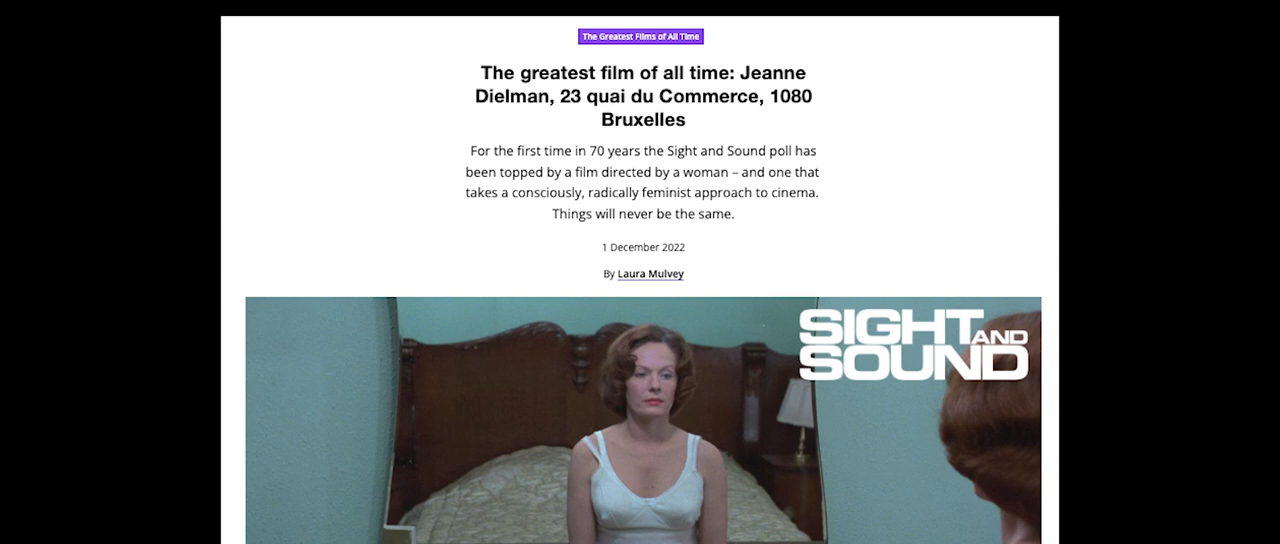 The Greatest Films of All Time
The greatest film of all time: Jeanne
Dielman, 23 quai du Commerce, 1080
Bruxelles
For the first time in 70 years the Sight and Sound poll has
been topped by a film directed by a woman – and one that
takes a consciously, radically feminist approach to cinema.
Things will never be the same.
1 December 2022
By Laura Mulvey
SIGHT AND
SOUND